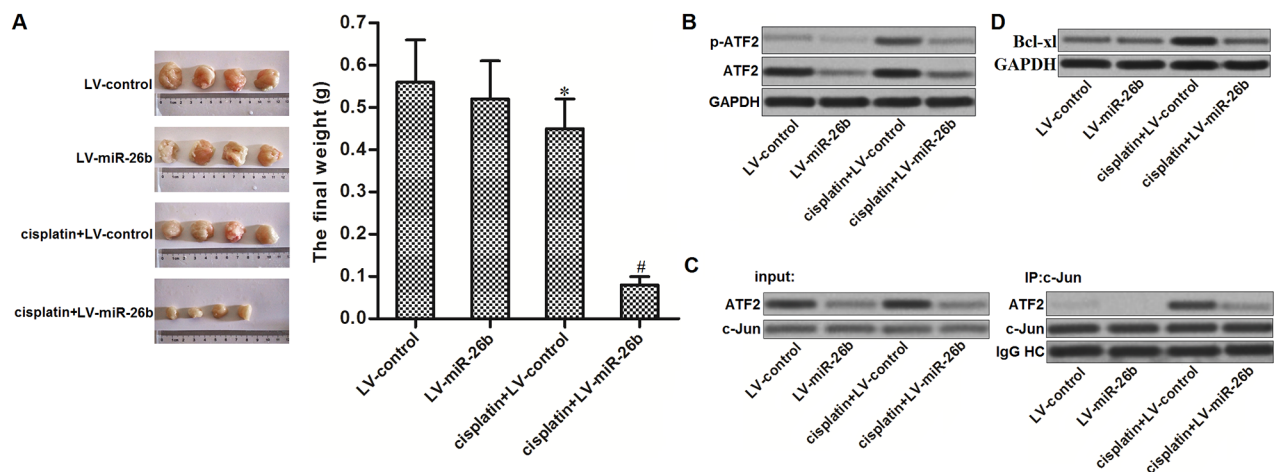 A
LV-control
LV-miR-26b
cisplatin+LV-control
cisplatin+LV-miR-26b
The final weight (g)
0.7
0.6
0.5
0.4
0.3
0.2
0.1
0.0
*
#
LV-control
LV-miR-26b
cisplatin+LV-control
cisplatin+LV-miR-26b
B
p-ATF2
ATF2
GAPDH
LV-control
LV-miR-26b
cisplatin+LV-control
cisplatin+LV-miR-26b
D
Bcl-xl
GAPDH
LV-control
LV-miR-26b
cisplatin+LV-control
cisplatin+LV-miR-26b
C
input:
ATF2
c-Jun
LV-control
LV-miR-26b
cisplatin+LV-control
cisplatin+LV-miR-26b
IP:c-Jun
ATF2
c-Jun
IgG HC
LV-control
LV-miR-26b
cisplatin+LV-control
cisplatin+LV-miR-26b